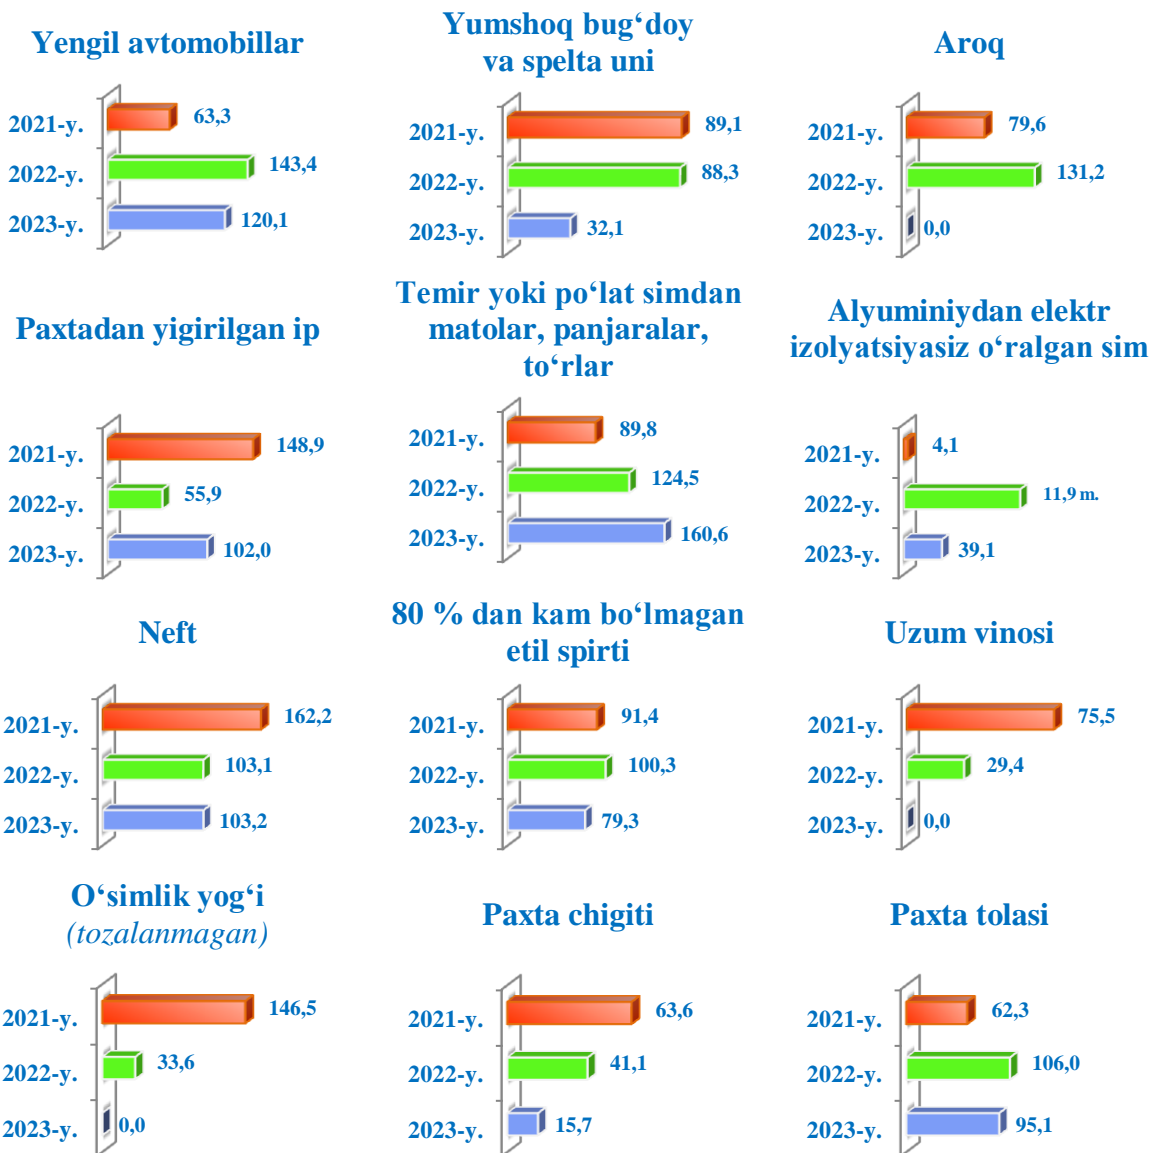 Yengil avtomobillar
2021-y. 63,3
2022-y. 143,4
2023-y. 120,1
Yumshoq bug‘doy
va spelta uni
2021-y. 89,1
2022-y. 88,3
2023-y. 32,1
Aroq
2021-y. 79,6
2022-y. 131,2
2023-y. 0,0
Paxtadan yigirilgan ip
2021-y. 148,9
2022-y. 55,9
2023-y. 102,0
Temir yoki po‘lat simdan
matolar, panjaralar,
to‘rlar
2021-y. 89,8
2022-y. 124,5
2023-y. 160,6
Alyuminiydan elektr
izolyatsiyasiz o‘ralgan sim
2021-y. 4,1
2022-y. 11,9 m.
2023-y. 39,1
Neft
2021-y. 162,2
2022-y. 103,1
2023-y. 103,2
80 % dan kam bo‘lmagan
etil spirti
2021-y. 91,4
2022-y. 100,3
2023-y. 79,3
Uzum vinosi
2021-y. 75,5
2022-y. 29,4
2023-y. 0,0
O‘simlik yog‘i
(tozalanmagan)
2021-y. 146,5
2022-y. 33,6
2023-y. 0,0
Paxta chigiti
2021-y. 63,6
2022-y. 41,1
2023-y. 15,7
Paxta tolasi
2021-y. 62,3
2022-y. 106,0
2023-y. 95,1